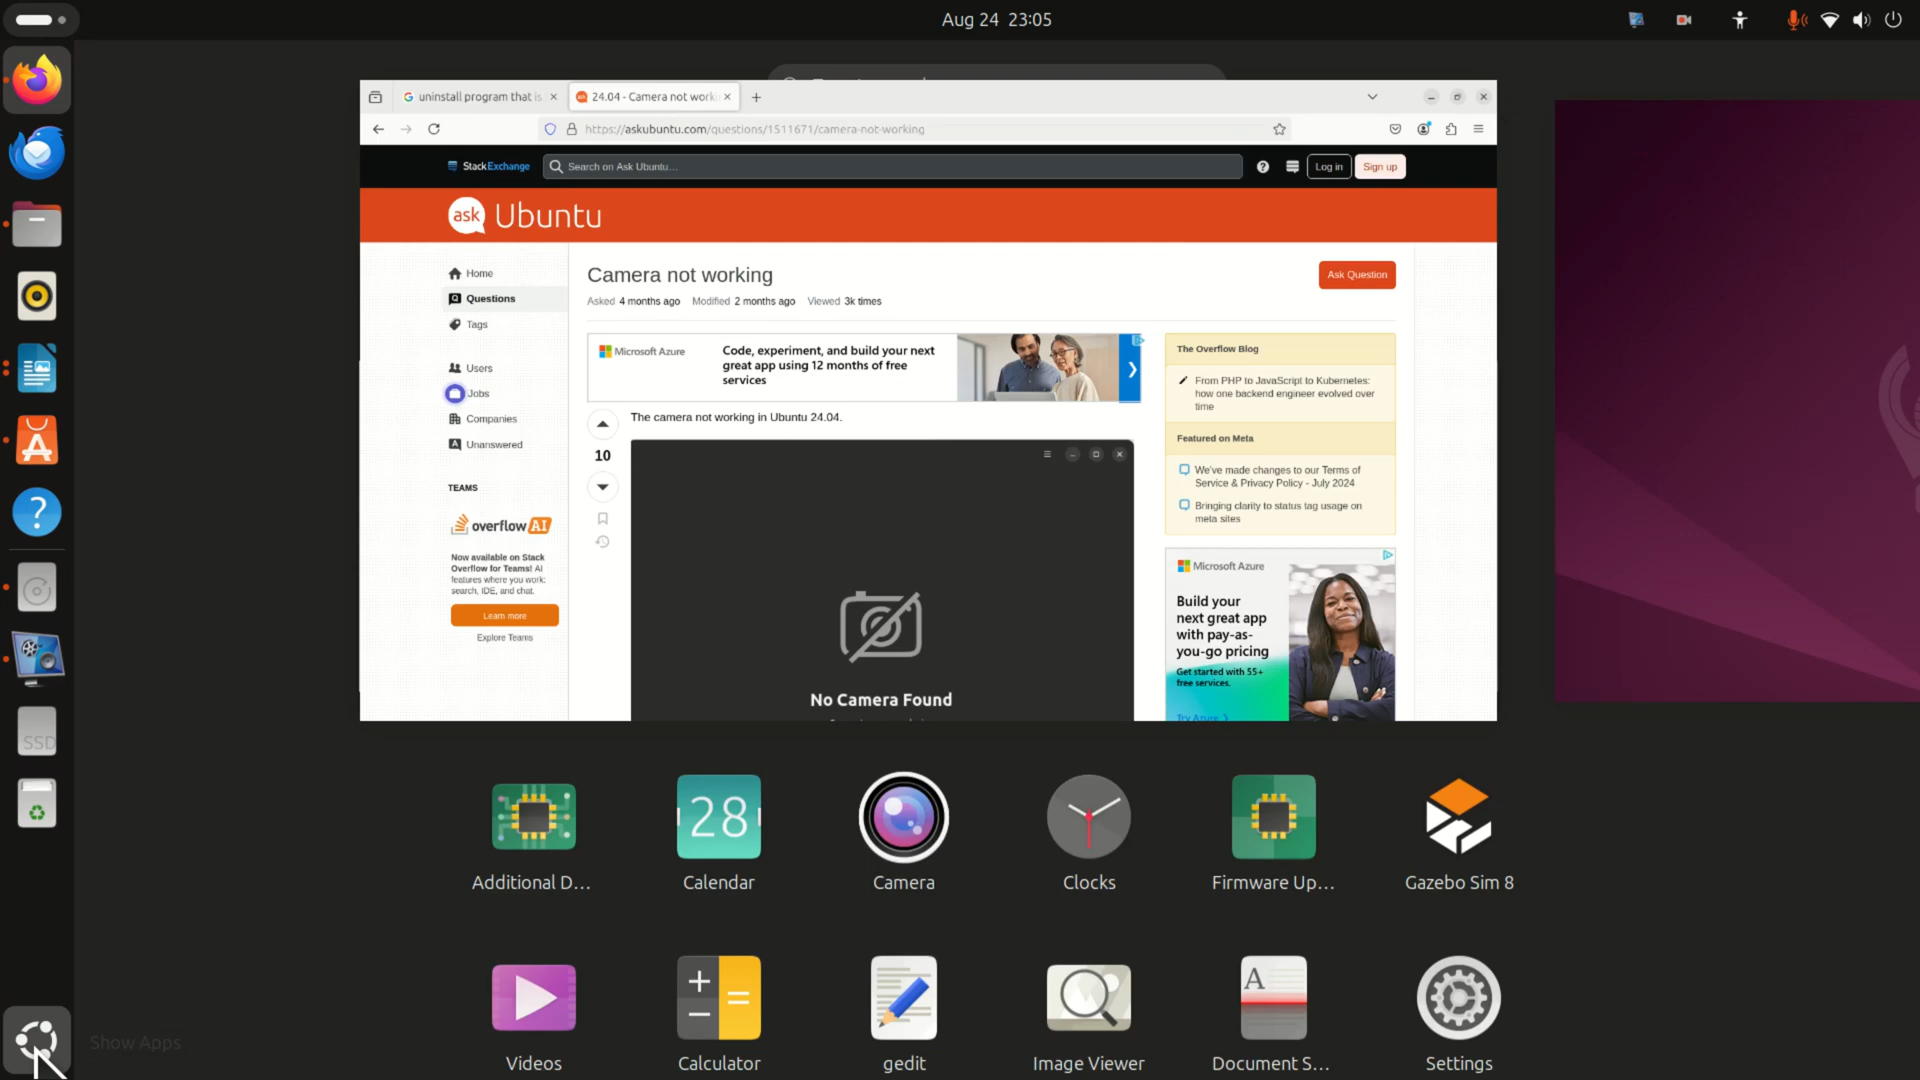 Aug 24 23:05
uninstall program that is
24.04 - Camera not worki
https://askubuntu.com/questions/1511671/camera-not-working
StackExchange
Search on Ask Ubuntu...
Log in
Sign up
ask Ubuntu
Home
Questions
Tags
Users
Jobs
Companies
Unanswered
TEAMS
overflow AI
Now available on Stack
Overflow for Teams! AI
features where you work:
search, IDE, and chat.
Learn more
Explore Teams
Camera not working
Ask Question
Asked 4 months ago Modified 2 months ago Viewed 3k times
Microsoft Azure
Code, experiment, and build your next
great app using 12 months of free
services
10
The camera not working in Ubuntu 24.04.
No Camera Found
The Overflow Blog
From PHP to JavaScript to Kubernetes:
how one backend engineer evolved over
time
Featured on Meta
We've made changes to our Terms of
Service & Privacy Policy - July 2024
Bringing clarity to status tag usage on
meta sites
Microsoft Azure
Build your
next great app
with pay-as-
you-go pricing
Get started with 55+
free services.
Try Azure
SSD
Show Apps
Additional D...
28
Calendar
Camera
Clocks
Firmware Up...
Gazebo Sim 8
Videos
Calculator
gedit
Image Viewer
A
Document S...
Settings